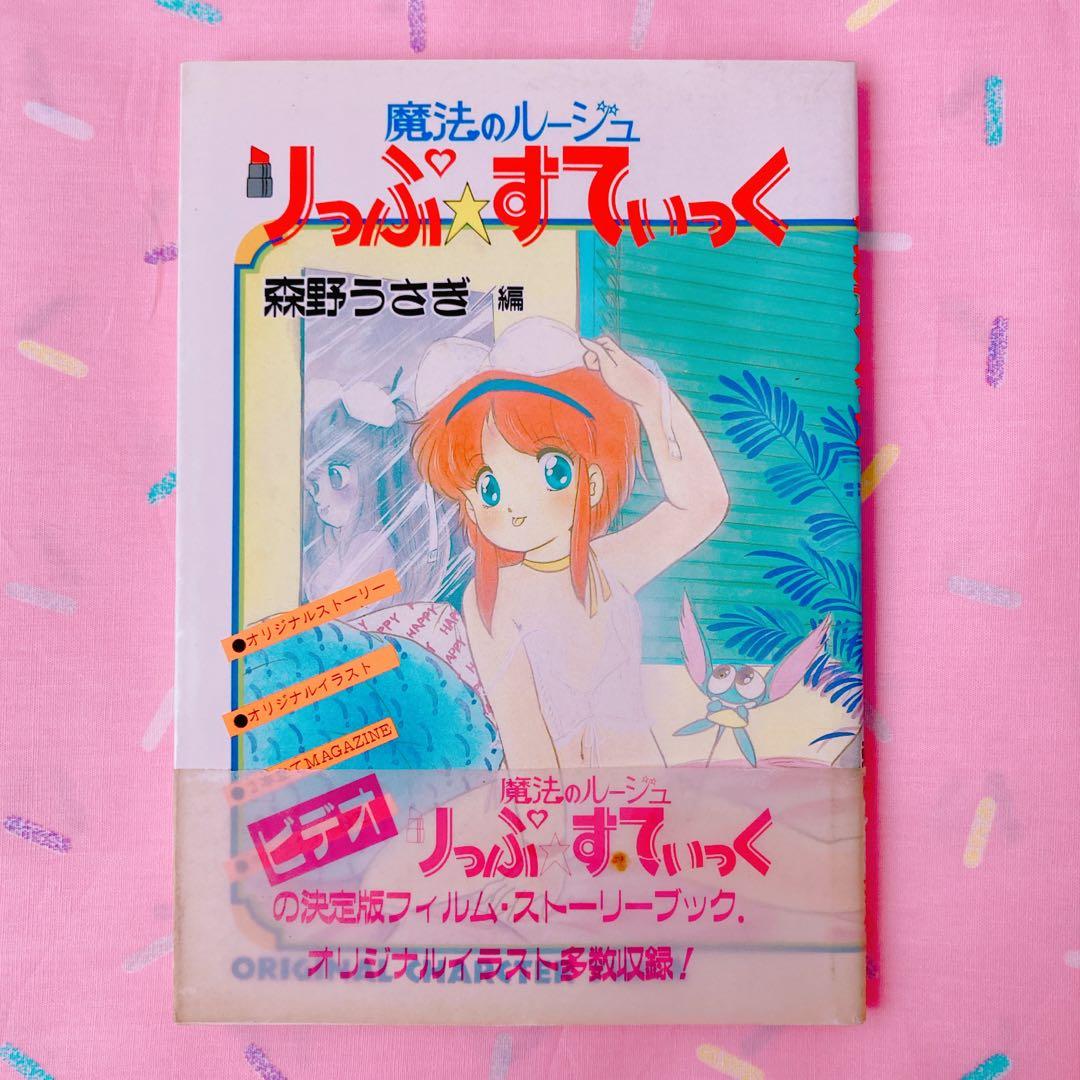 魔法のルージュ
りっぷ☆すてぃっく
森野うさぎ/編
HAPPY HAPPY HAPPY
●オリジナルストーリー
●オリジナルイラスト
MAGAZINE
魔法のルージュ
ビデオ りっぷ☆すてぃっく
の決定版フィルム・ストーリーブック.
オリジナルイラスト多数収録!
ORIGINAL CHARCTER